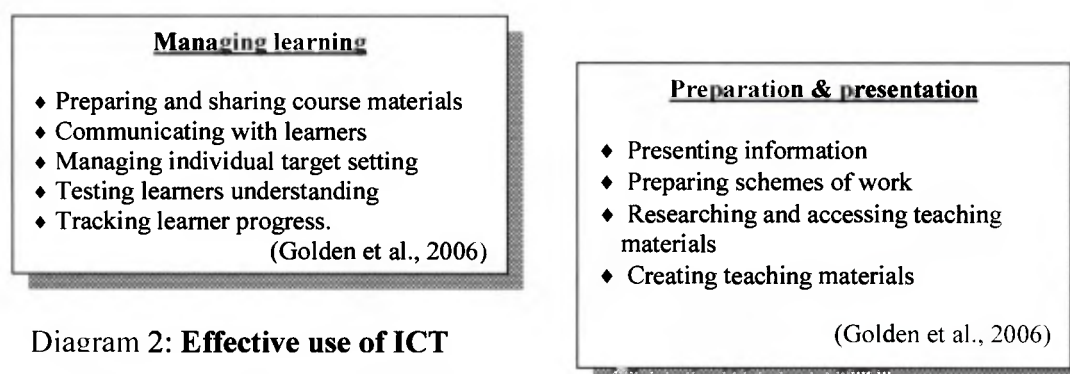 Managing learning
♦ Preparing and sharing course materials
♦ Communicating with learners
♦ Managing individual target setting
♦ Testing learners understanding
♦ Tracking learner progress.
(Golden et al., 2006)
Preparation & presentation
♦ Presenting information
♦ Preparing schemes of work
♦ Researching and accessing teaching
materials
♦ Creating teaching materials
(Golden et al., 2006)
Diagram 2: Effective use of ICT